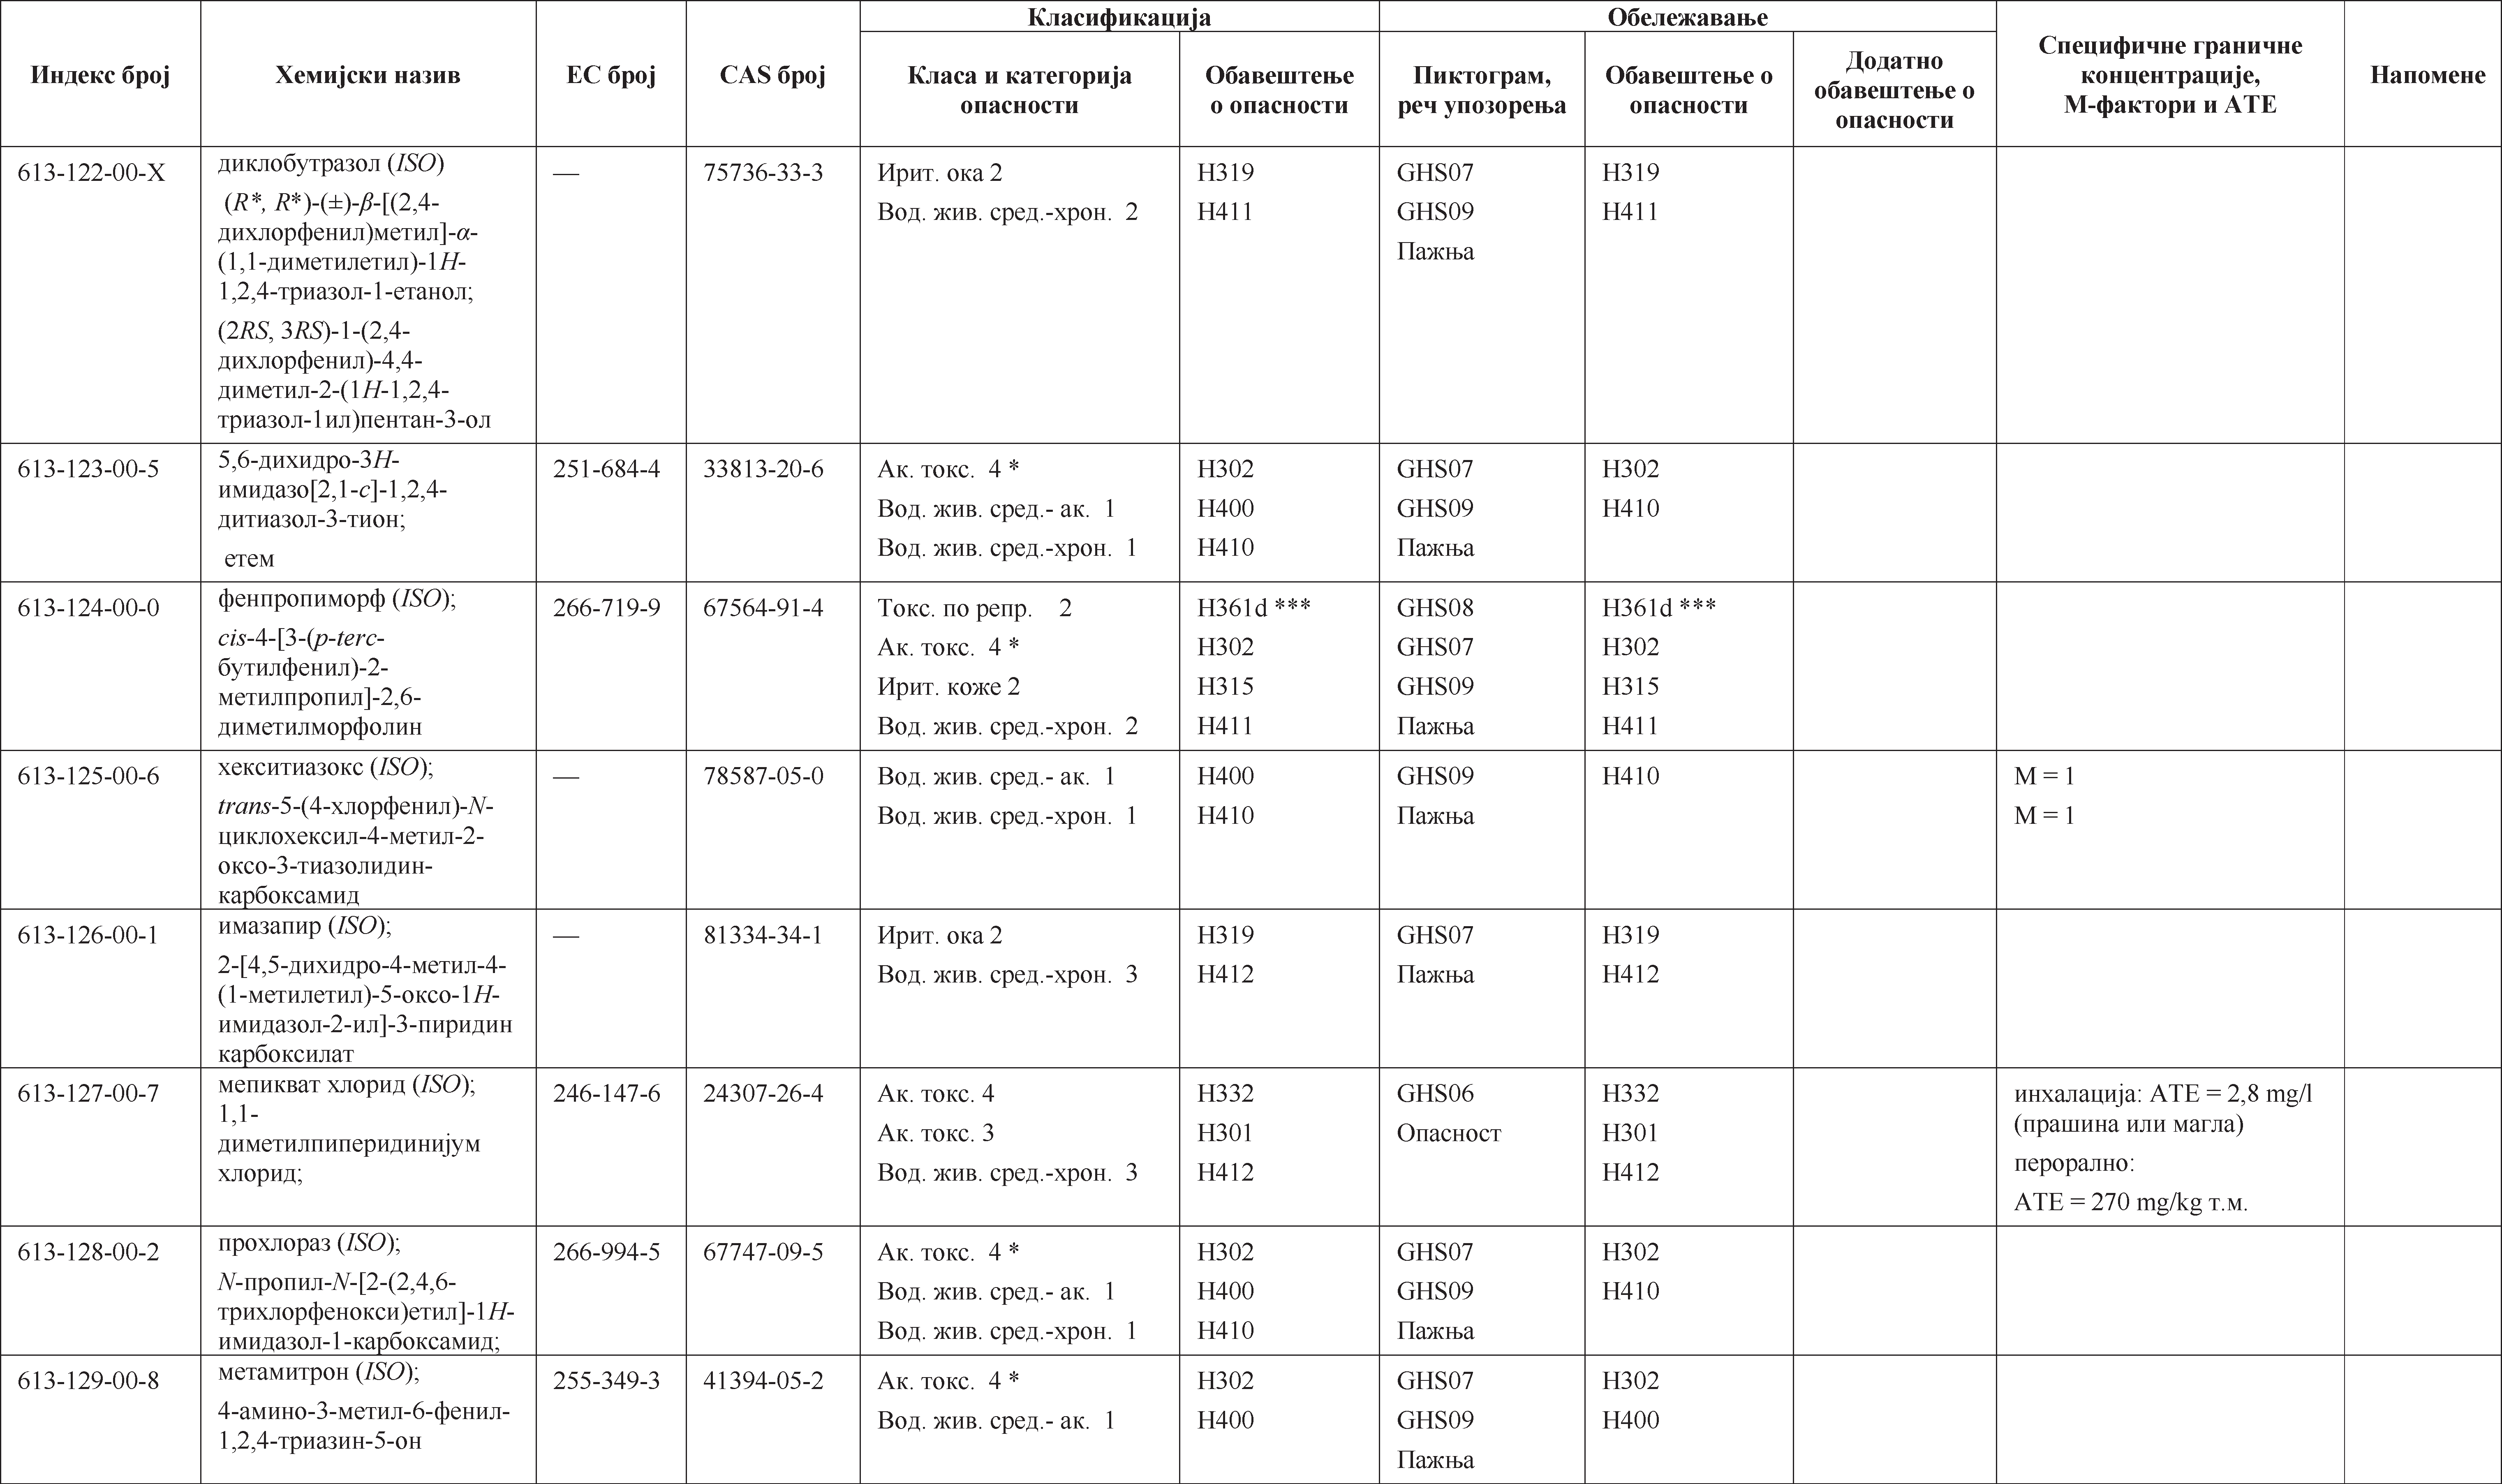 Класификација
Обележавање
Индекс број
Хемијски назив
ЕС број
CAS број
Класа и категорија
опасности
Обавештење
о опасности
Пиктограм,
реч упозорења
Обавештење о
опасности
Додатно
обавештење о
опасности
Специфичне граничне
концентрације,
М-фактори и АТЕ
Напомене
613-122-00-X
диклобутразол (ISO)
(R*, R*)-(±)-β-[(2,4-
дихлорфенил)метил]-α-
(1,1-диметилетил)-1H-
1,2,4-триазол-1-етанол;
(2RS, 3RS)-1-(2,4-
дихлорфенил)-4,4-
диметил-2-(1H-1,2,4-
триазол-1ил)пентан-3-ол
—
75736-33-3
Ирит. ока 2
Вод. жив. сред.-хрон. 2
H319
H411
GHS07
GHS09
Пажња
H319
H411
613-123-00-5
5,6-дихидро-3H-
имидазо[2,1-c]-1,2,4-
дитиазол-3-тион;
етем
251-684-4
33813-20-6
Ак. токс. 4 *
Вод. жив. сред.- ак. 1
Вод. жив. сред.-хрон. 1
H302
H400
H410
GHS07
GHS09
Пажња
H302
H410
613-124-00-0
фенпропиморф (ISO);
cis-4-[3-(p-terc-
бутилфенил)-2-
метилпропил]-2,6-
диметилморфолин
266-719-9
67564-91-4
Токс. по репр. 2
Ак. токс. 4 *
Ирит. коже 2
Вод. жив. сред.-хрон. 2
H361d ***
H302
H315
H411
GHS08
GHS07
GHS09
Пажња
H361d ***
H302
H315
H411
613-125-00-6
хекситиазокс (ISO);
trans-5-(4-хлорфенил)-N-
циклохексил-4-метил-2-
оксо-3-тиазолидин-
карбоксамид
—
78587-05-0
Вод. жив. сред.- ак. 1
Вод. жив. сред.-хрон. 1
H400
H410
GHS09
Пажња
H410
M = 1
M = 1
613-126-00-1
имазапир (ISO);
2-[4,5-дихидро-4-метил-4-
(1-метилетил)-5-оксо-1H-
имидазол-2-ил]-3-пиридин
карбоксилат
—
81334-34-1
Ирит. ока 2
Вод. жив. сред.-хрон. 3
H319
H412
GHS07
Пажња
H319
H412
613-127-00-7
мепикват хлорид (ISO);
1,1-
диметилпиперидинијум
хлорид;
246-147-6
24307-26-4
Ак. токс. 4
Ак. токс. 3
Вод. жив. сред.-хрон. 3
H332
H301
H412
GHS06
Опасност
H332
H301
H412
инхалација: ATE = 2,8 mg/l
(прашина или магла)
перорално:
ATE = 270 mg/kg т.м.
613-128-00-2
прохлораз (ISO);
N-пропил-N-[2-(2,4,6-
трихлорфенокси)етил]-1H-
имидазол-1-карбоксамид;
266-994-5
67747-09-5
Ак. токс. 4 *
Вод. жив. сред.- ак. 1
Вод. жив. сред.-хрон. 1
H302
H400
H410
GHS07
GHS09
Пажња
H302
H410
613-129-00-8
метамитрон (ISO);
4-амино-3-метил-6-фенил-
1,2,4-триазин-5-он
255-349-3
41394-05-2
Ак. токс. 4 *
Вод. жив. сред.- ак. 1
H302
H400
GHS07
GHS09
Пажња
H302
H400